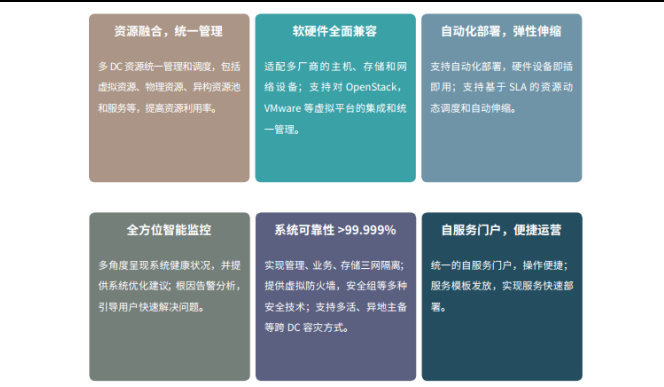 资源融合，统一管理
多 DC 资源统一管理和调度，包括
虚拟资源、物理资源、异构资源池
和服务等，提高资源利用率。
软硬件全面兼容
适配多厂商的主机、存储和网
络设备；支持对 OpenStack，
VMware 等虚拟平台的集成和统
一管理。
自动化部署，弹性伸缩
支持自动化部署，硬件设备即插
即用；支持基于 SLA 的资源动
态调度和自动伸缩。
全方位智能监控
多角度呈现系统健康状况，并提
供系统优化建议; 根因告警分析，
引导用户快速解决问题。
系统可靠性 >99.999%
实现管理、业务、存储三网隔离;
提供虚拟防火墙，安全组等多种
安全技术；支持多活、异地主备
等跨 DC 容灾方式。
自服务门户，便捷运营
统一的自服务门户，操作便捷；
服务模板发放，实现服务快速部
署。